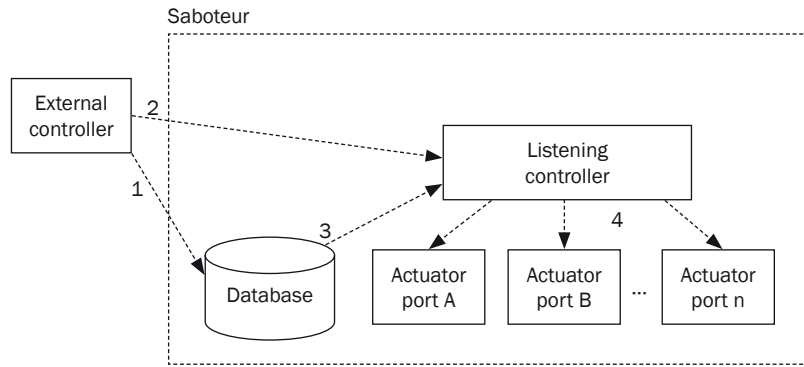 Saboteur
External
controller
2
1
Listening
controller
3
4
Database
Actuator
port A
Actuator
port B
...
Actuator
port n